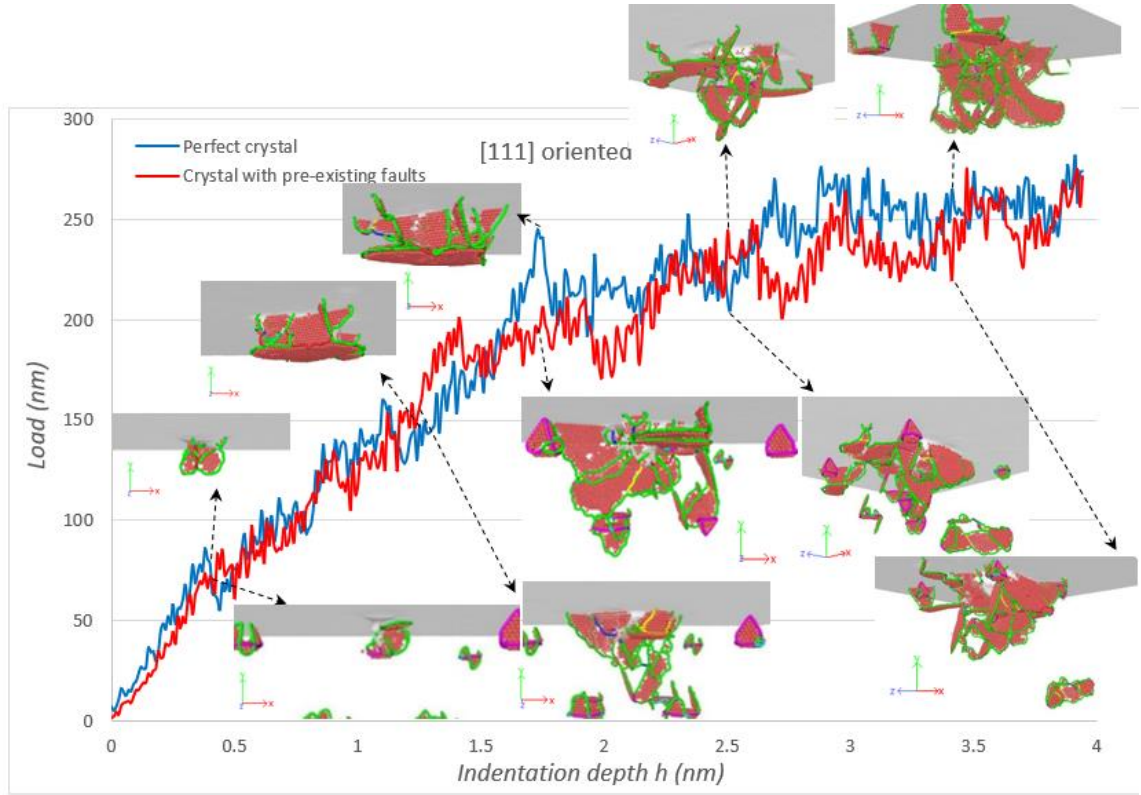 300
Perfect crystal
Crystal with pre-existing faults
[111] oriented
250
200
150
100
50
0
Load (nm)
0 0.5 1 1.5 2 2.5 3 3.5 4
Indentation depth h (nm)
y x
y x
y x
y x
y x
y x
z y x
z y x
z y x
z y x